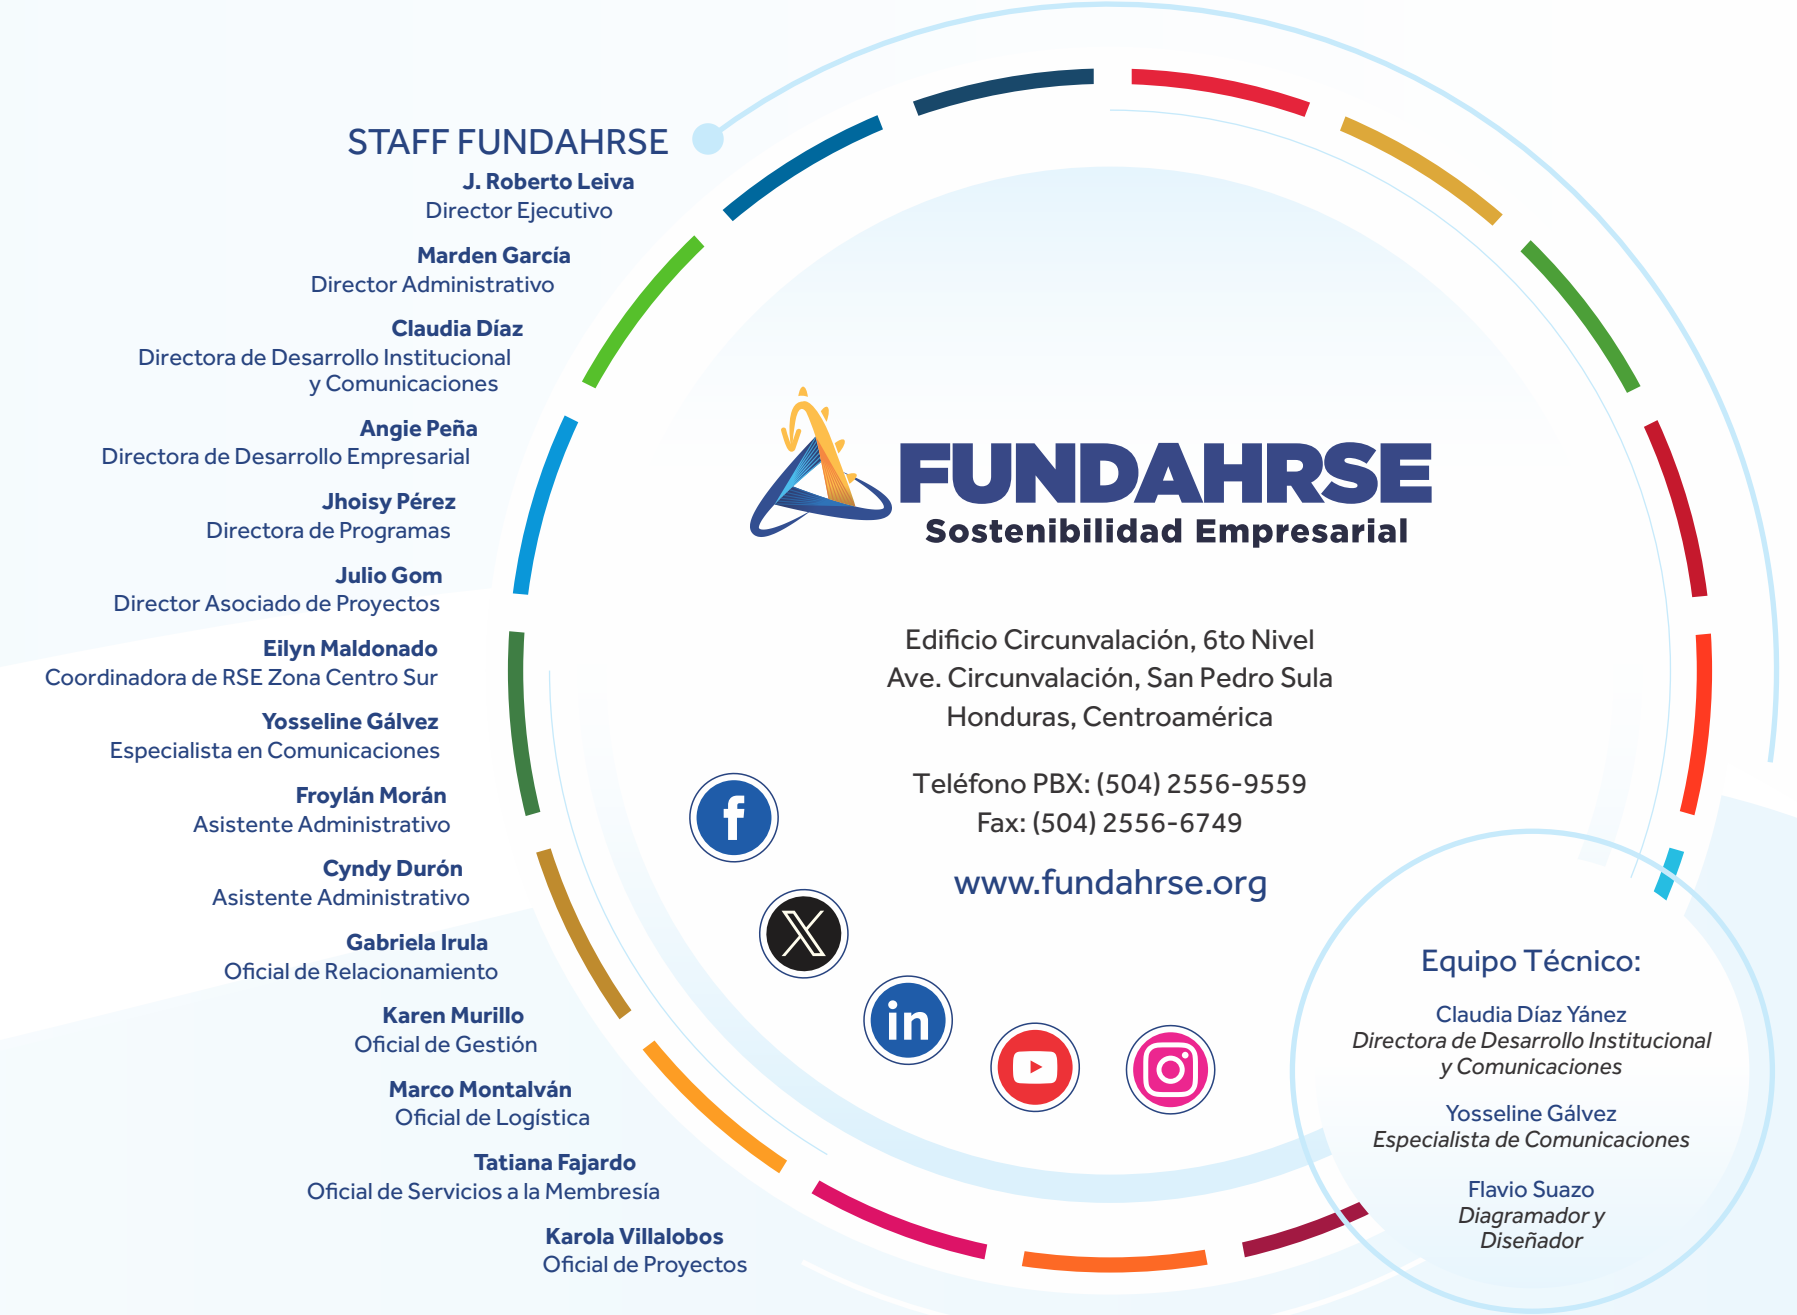 STAFF FUNDAHRSE
J. Roberto Leiva
Director Ejecutivo
Marden García
Director Administrativo
Claudia Díaz
Directora de Desarrollo Institucional
y Comunicaciones
Angie Peña
Directora de Desarrollo Empresarial
Jhoisy Pérez
Directora de Programas
Julio Gom
Director Asociado de Proyectos
Eilyn Maldonado
Coordinadora de RSE Zona Centro Sur
Yosseline Gálvez
Especialista en Comunicaciones
Froylán Morán
Asistente Administrativo
Cyndy Durón
Asistente Administrativo
Gabriela Irula
Oficial de Relacionamiento
Karen Murillo
Oficial de Gestión
Marco Montalván
Oficial de Logística
Tatiana Fajardo
Oficial de Servicios a la Membresía
Karola Villalobos
Oficial de Proyectos
FUNDAHRSE
Sostenibilidad Empresarial
Edificio Circunvalación, 6to Nivel
Ave. Circunvalación, San Pedro Sula
Honduras, Centroamérica
Teléfono PBX: (504) 2556-9559
Fax: (504) 2556-6749
www.fundahrse.org
f
X
in
Equipo Técnico:
Claudia Díaz Yánez
Directora de Desarrollo Institucional
y Comunicaciones
Yosseline Gálvez
Especialista de Comunicaciones
Flavio Suazo
Diagramador y
Diseñador